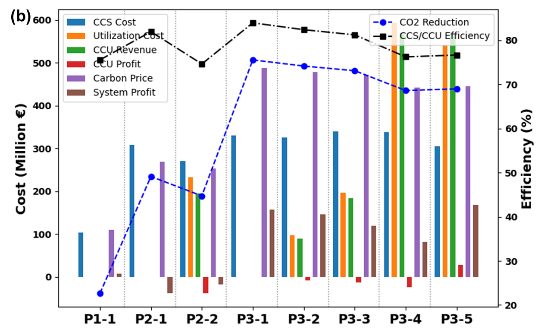 (b)
CCS Cost
Utilization Cost
CCU Revenue
CCU Profit
Carbon Price
System Profit
CO2 Reduction
CCS/CCU Efficiency
Cost (Million €)
600
500
400
300
200
100
0
Efficiency (%)
80
70
60
50
40
30
20
P1-1 P2-1 P2-2 P3-1 P3-2 P3-3 P3-4 P3-5